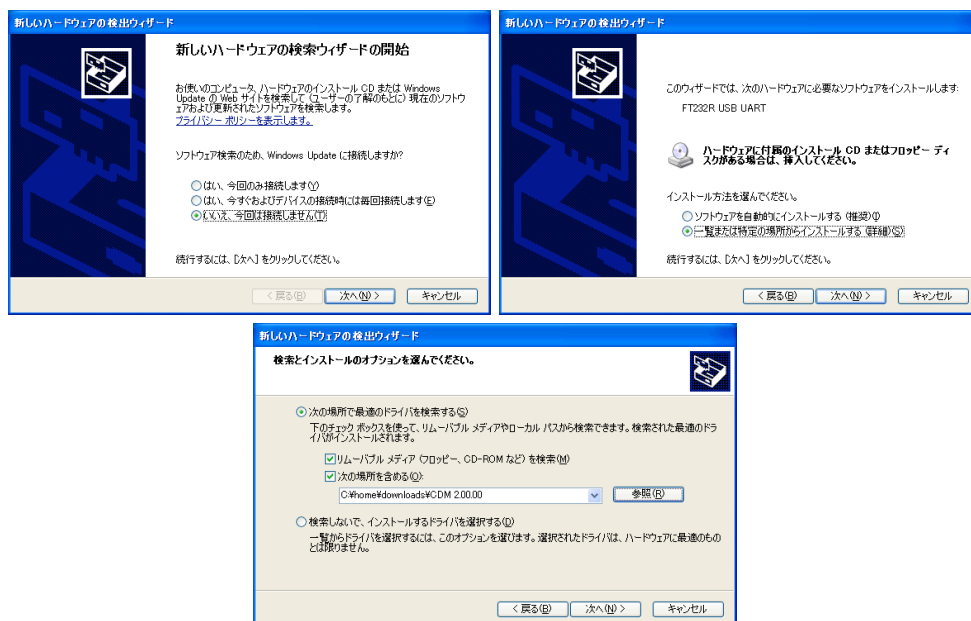 新しいハードウェアの検出ウィザード
新しいハードウェアの検索ウィザードの開始
お使いのコンピュータ、ハードウェアのインストール CD または Windows
Update の Web サイトを検索して (ユーザーの了解のもとに) 現在のソフトウ
ェアおよび更新されたソフトウェアを検索します。
プライバシー ポリシーを表示します。
ソフトウェア検索のため、Windows Update に接続しますか?
はい、今回のみ接続します(Y)
はい、今すぐおよびデバイスの接続時には毎回接続します(E)
いいえ、今回は接続しません(T)
続行するには、[次へ] をクリックしてください。
< 戻る(B)
次へ(N) >
キャンセル
新しいハードウェアの検出ウィザード
このウィザードでは、次のハードウェアに必要なソフトウェアをインストールします:
FT232R USB UART
ハードウェアに付属のインストール CD またはフロッピー ディ
スクがある場合は、挿入してください。
インストール方法を選んでください。
ソフトウェアを自動的にインストールする (推奨)(I)
一覧または特定の場所からインストールする (詳細)(S)
続行するには、[次へ] をクリックしてください。
< 戻る(B)
次へ(N) >
キャンセル
新しいハードウェアの検出ウィザード
検索とインストールのオプションを選んでください。
次の場所で最適のドライバを検索する(S)
下のチェック ボックスを使って、リムーバブル メディアやローカル パスから検索できます。検索された最適のドラ
イバがインストールされます。
リムーバブル メディア (フロッピー、CD-ROM など) を検索(M)
次の場所を含める(O):
C:¥home¥downloads¥CDM 2.00.00
参照(R)
検索しないで、インストールするドライバを選択する(D)
一覧からドライバを選択するには、このオプションを選びます。選択されたドライバは、ハードウェアに最適のもの
とは限りません。
< 戻る(B)
次へ(N) >
キャンセル